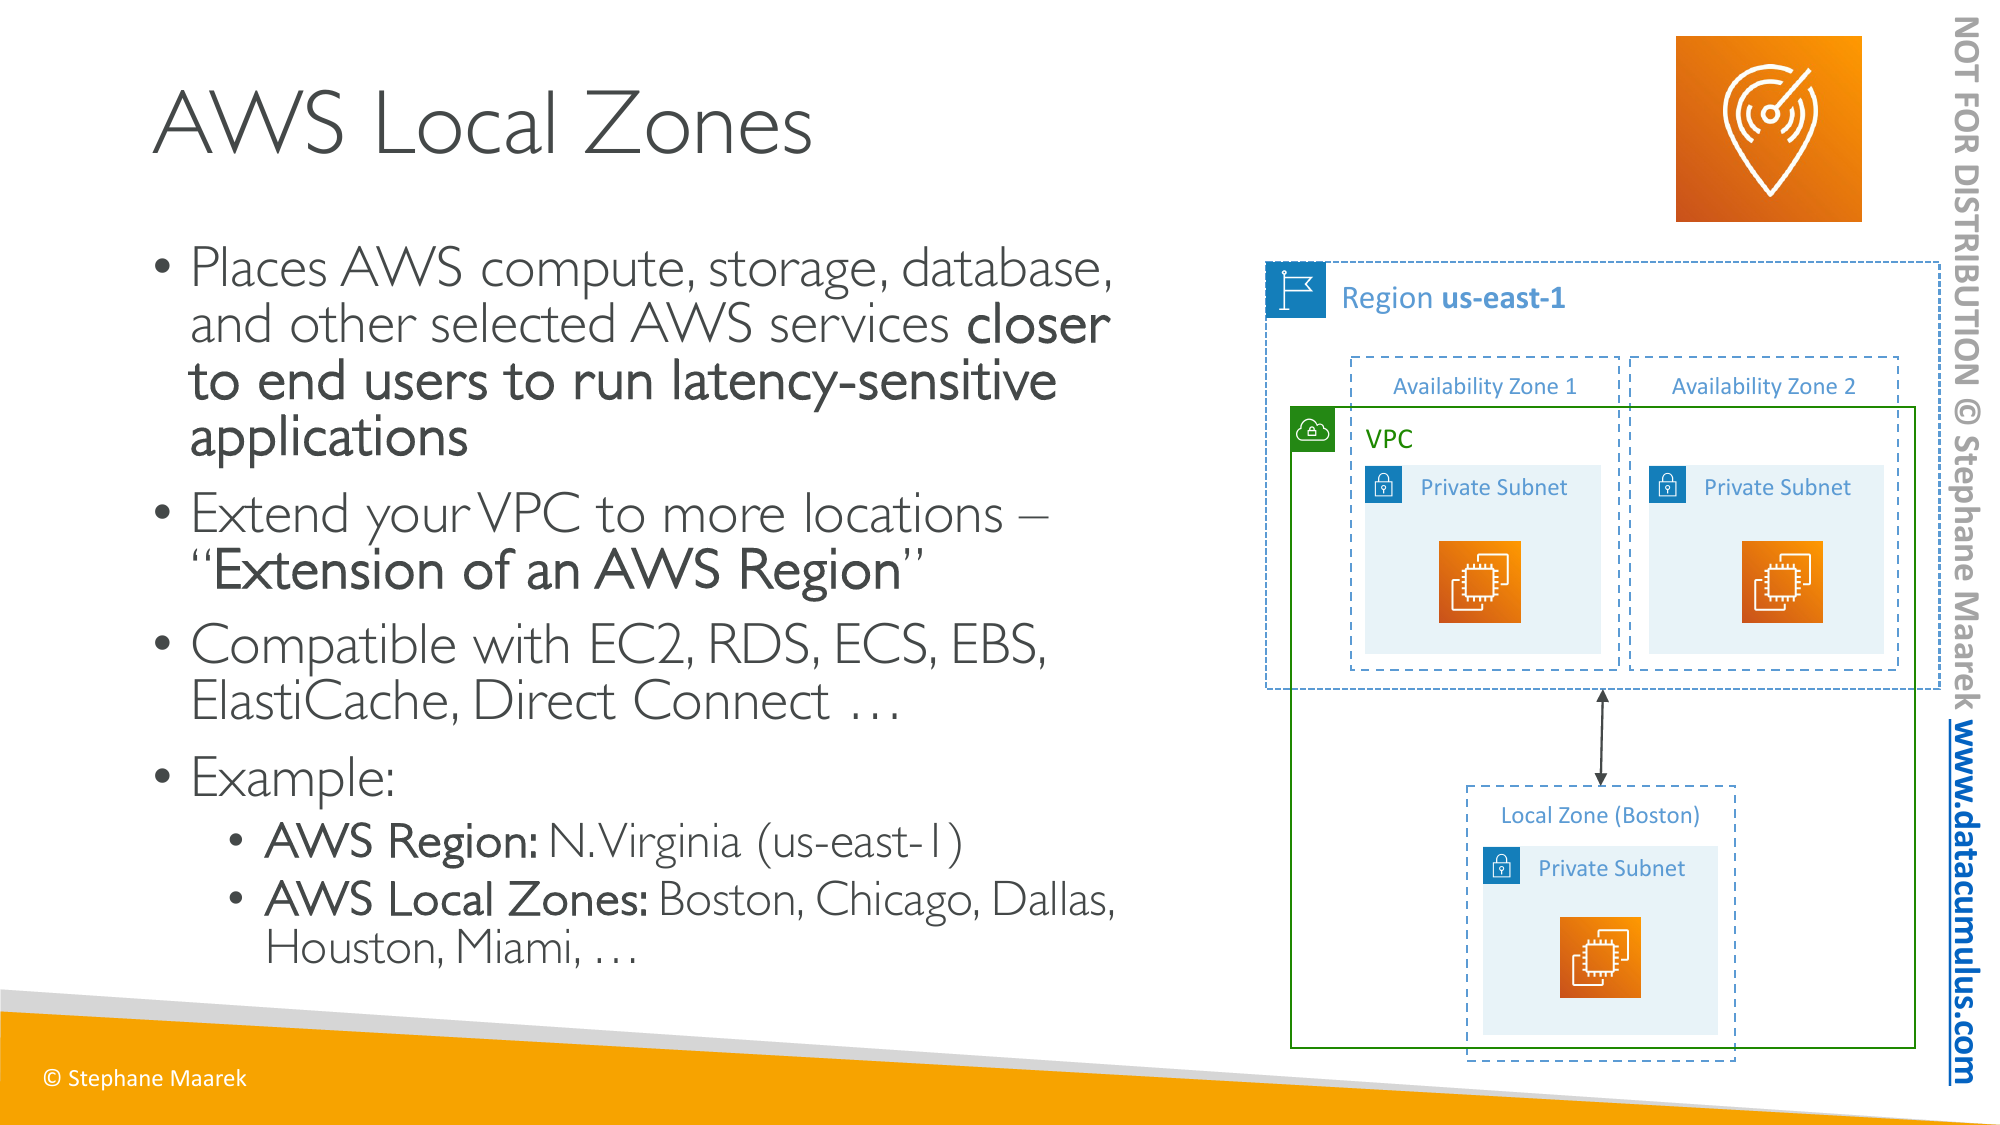 AWS Local Zones
• Places AWS compute, storage, database,
and other selected AWS services closer
to end users to run latency-sensitive
applications
• Extend your VPC to more locations –
“Extension of an AWS Region”
• Compatible with EC2, RDS, ECS, EBS,
ElastiCache, Direct Connect …
• Example:
• AWS Region: N. Virginia (us-east-1)
• AWS Local Zones: Boston, Chicago, Dallas,
Houston, Miami, …
Region us-east-1
Availability Zone 1
Availability Zone 2
VPC
Private Subnet
Private Subnet
Local Zone (Boston)
Private Subnet
© Stephane Maarek
NOT FOR DISTRIBUTION © Stephane Maarek www.datacumulus.com